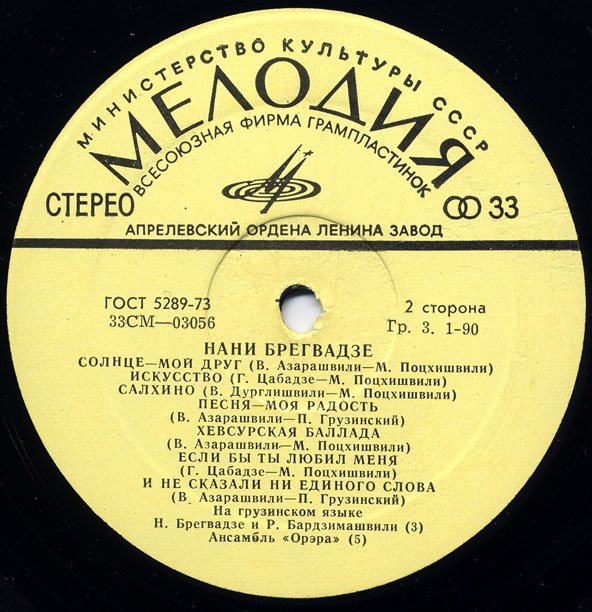 МИНИСТЕРСТВО КУЛЬТУРЫ СССР
МЕЛОДИЯ
ВСЕСОЮЗНАЯ ФИРМА ГРАМПЛАСТИНОК
СТЕРЕО
33
АПРЕЛЕВСКИЙ ОРДЕНА ЛЕНИНА ЗАВОД
ГОСТ 5289-73
2 сторона
33СМ—03056
Гр. 3. 1-90
НАНИ БРЕГВАДЗЕ
СОЛНЦЕ—МОЙ ДРУГ (В. Азарашвили—М. Поцхишвили)
ИСКУССТВО (Г. Цабадзе—М. Поцхишвили)
САЛХИНО (В. Дурглишвили—М. Поцхишвили)
ПЕСНЯ—МОЯ РАДОСТЬ
(В. Азарашвили—П. Грузинский)
ХЕВСУРСКАЯ БАЛЛАДА
(В. Азарашвили—М. Поцхишвили)
ЕСЛИ БЫ ТЫ ЛЮБИЛ МЕНЯ
(Г. Цабадзе—М. Поцхишвили)
И НЕ СКАЗАЛИ НИ ЕДИНОГО СЛОВА
(В. Азарашвили—П. Грузинский)
На грузинском языке
Н. Брегвадзе и Р. Бардзимашвили (3)
Ансамбль «Орэра» (5)